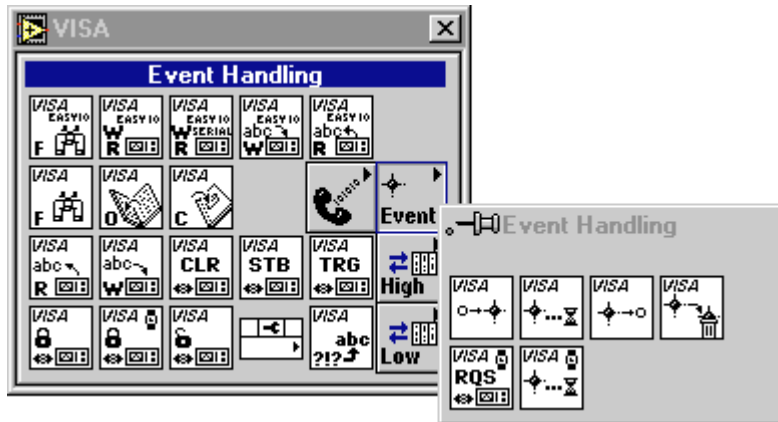 VISA
Event Handling
VISA VISA VISA VISA VISA
EASY IO EASY IO EASY IO EASY IO EASY IO
F W R W SERIAL R abc W abc R
VISA VISA VISA
F O C Event
VISA VISA VISA VISA VISA
abc R abc W CLR STB TRG High
VISA VISA VISA VISA
abc ?!? Low
Event Handling
VISA VISA VISA VISA
VISA VISA
RQS